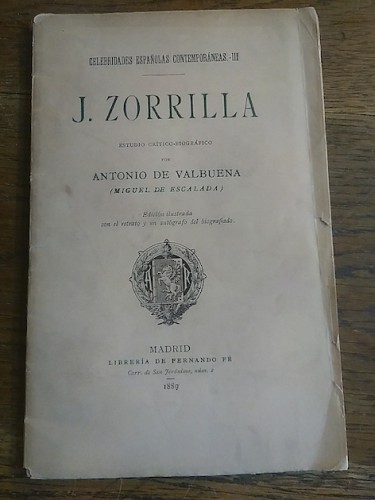 CELEBRIDADES ESPAÑOLAS CONTEMPORÁNEAS.-III
J. ZORRILLA
ESTUDIO CRÍTICO-BIOGRÁFICO
POR
ANTONIO DE VALBUENA
(MIGUEL DE ESCALADA)
Edición ilustrada
con el retrato y un autógrafo del biografiado
MADRID
LIBRERÍA DE FERNANDO FÉ
Carr. de San Jerónimo, núm. 2
1889